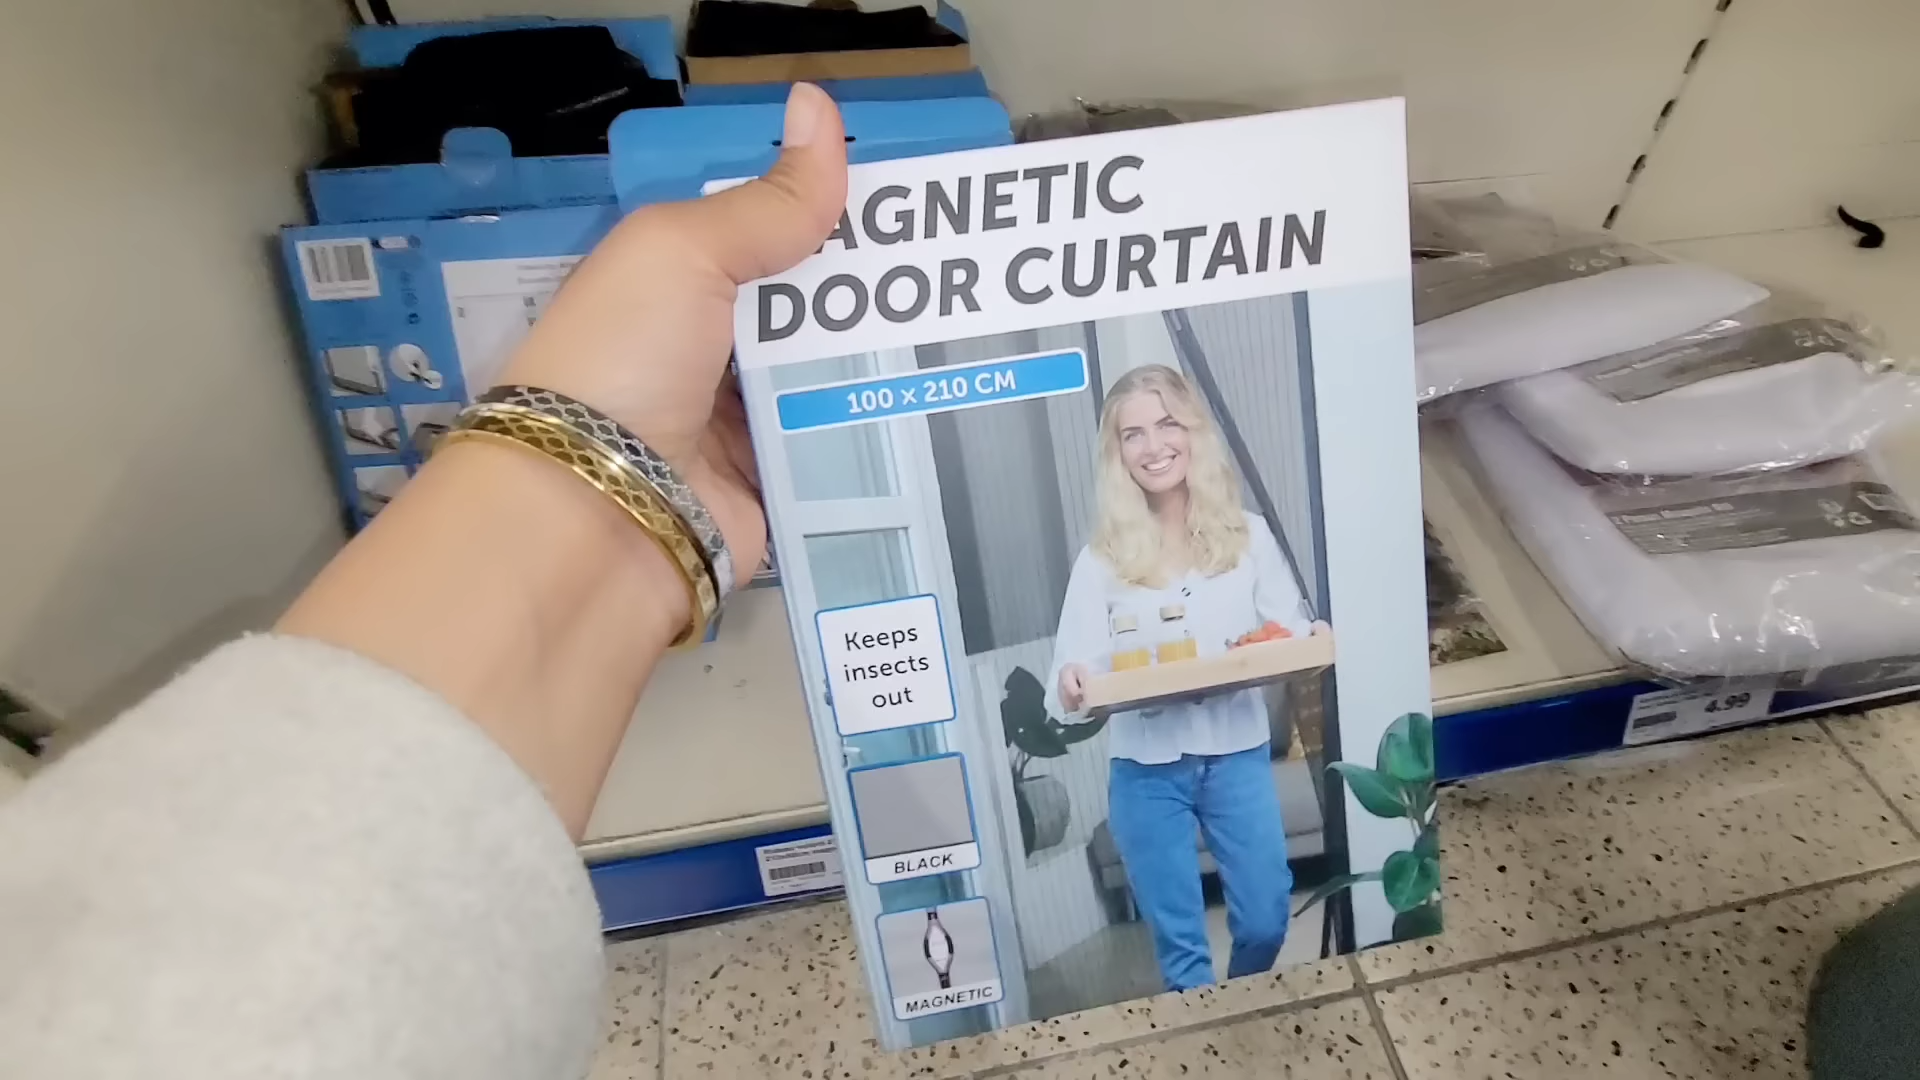 AGNETIC
DOOR CURTAIN
100 x 210 CM
Keeps
insects
out
BLACK
MAGNETIC
4.99